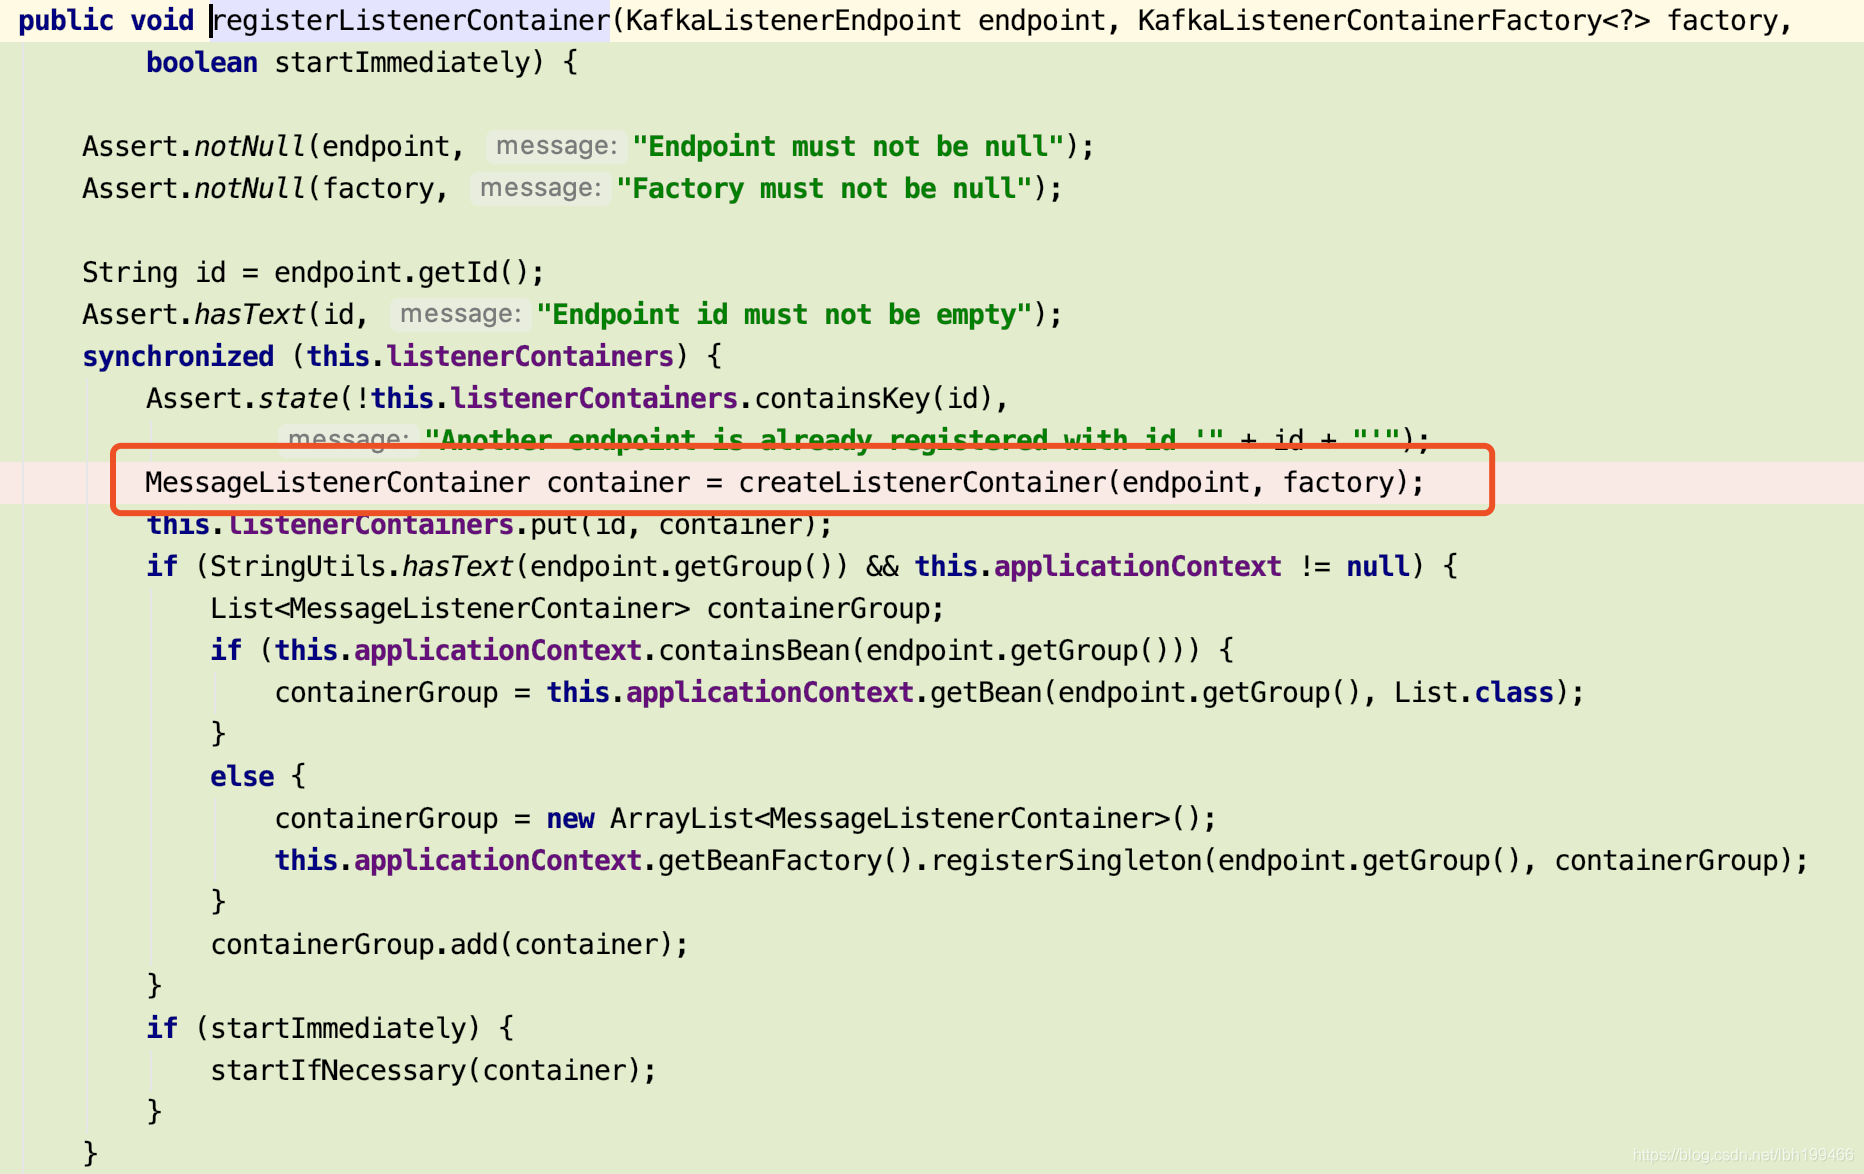 public void registerListenerContainer(KafkaListenerEndpoint endpoint, KafkaListenerContainerFactory<?> factory,
boolean startImmediately) {
Assert.notNull(endpoint, message: "Endpoint must not be null");
Assert.notNull(factory, message: "Factory must not be null");
String id = endpoint.getId();
Assert.hasText(id, message: "Endpoint id must not be empty");
synchronized (this.listenerContainers) {
Assert.state(!this.listenerContainers.containsKey(id),
message: "Another endpoint is already registered with id '" + id + "'");
MessageListenerContainer container = createListenerContainer(endpoint, factory);
this.listenerContainers.put(id, container);
if (StringUtils.hasText(endpoint.getGroup()) && this.applicationContext != null) {
List<MessageListenerContainer> containerGroup;
if (this.applicationContext.containsBean(endpoint.getGroup())) {
containerGroup = this.applicationContext.getBean(endpoint.getGroup(), List.class);
}
else {
containerGroup = new ArrayList<MessageListenerContainer>();
this.applicationContext.getBeanFactory().registerSingleton(endpoint.getGroup(), containerGroup);
}
containerGroup.add(container);
}
if (startImmediately) {
startIfNecessary(container);
}
}
https://blog.csdn.net/lbh199466